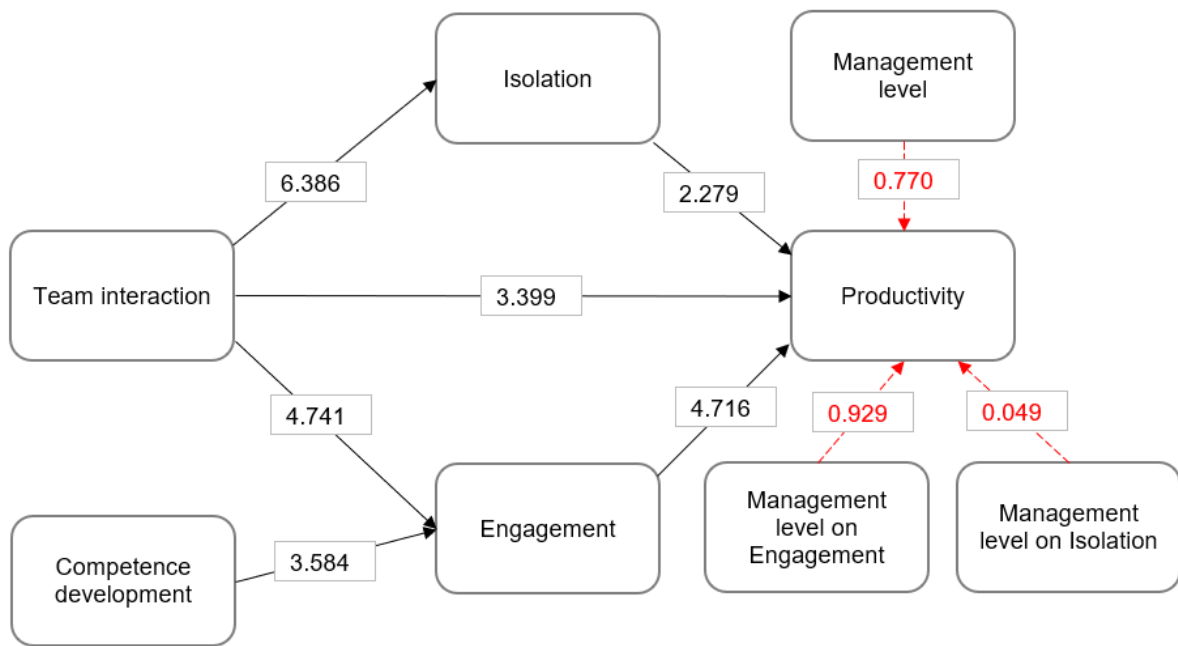 Isolation
Management
level
6.386
2.279
0.770
Team interaction
3.399
Productivity
4.741
4.716
0.929
0.049
Competence
development
3.584
Engagement
Management
level on
Engagement
Management
level on Isolation